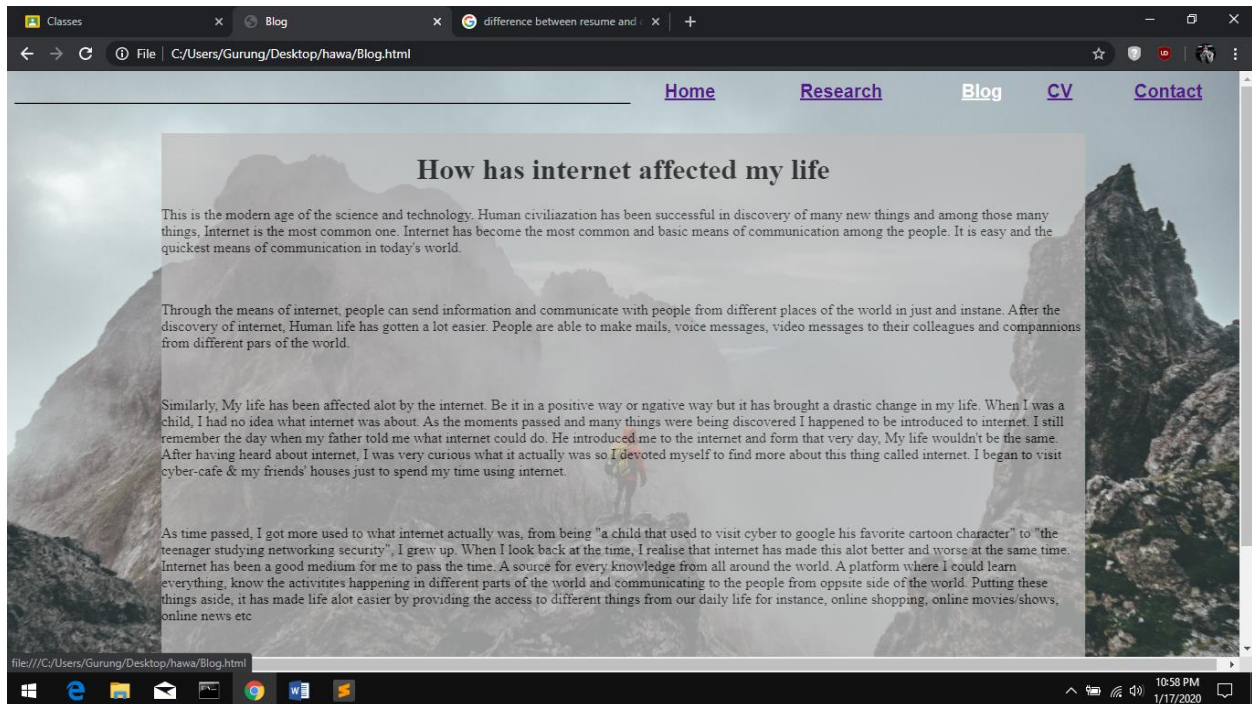 Classes
Blog
difference between resume and c
File
C:/Users/Gurung/Desktop/hawa/Blog.html
Home Research Blog CV Contact
How has internet affected my life
This is the modern age of the science and technology. Human civiliazation has been successful in discovery of many new things and among those many
things, Internet is the most common one. Internet has become the most common and basic means of communication among the people. It is easy and the
quickest means of communication in today's world.
Through the means of internet, people can send information and communicate with people from different places of the world in just and instane. After the
discovery of internet, Human life has gotten a lot easier. People are able to make mails, voice messages, video messages to their colleagues and compannions
from different pars of the world.
Similarly, My life has been affected alot by the internet. Be it in a positive way or ngative way but it has brought a drastic change in my life. When I was a
child, I had no idea what internet was about. As the moments passed and many things were being discovered I happened to be introduced to internet. I still
remember the day when my father told me what internet could do. He introduced me to the internet and form that very day, My life wouldn't be the same.
After having heard about internet, I was very curious what it actually was so I devoted myself to find more about this thing called internet. I began to visit
cyber-cafe & my friends' houses just to spend my time using internet.
As time passed, I got more used to what internet actually was, from being "a child that used to visit cyber to google his favorite cartoon character" to "the
teenager studying networking security", I grew up. When I look back at the time, I realise that internet has made this alot better and worse at the same time.
Internet has been a good medium for me to pass the time. A source for every knowledge from all around the world. A platform where I could learn
everything, know the activitites happening in different parts of the world and communicating to the people from oppsite side of the world. Putting these
things aside, it has made life alot easier by providing the access to different things from our daily life for instance, online shopping, online movies/shows,
online news etc
file:///C:/Users/Gurung/Desktop/hawa/Blog.html
10:58 PM
1/17/2020